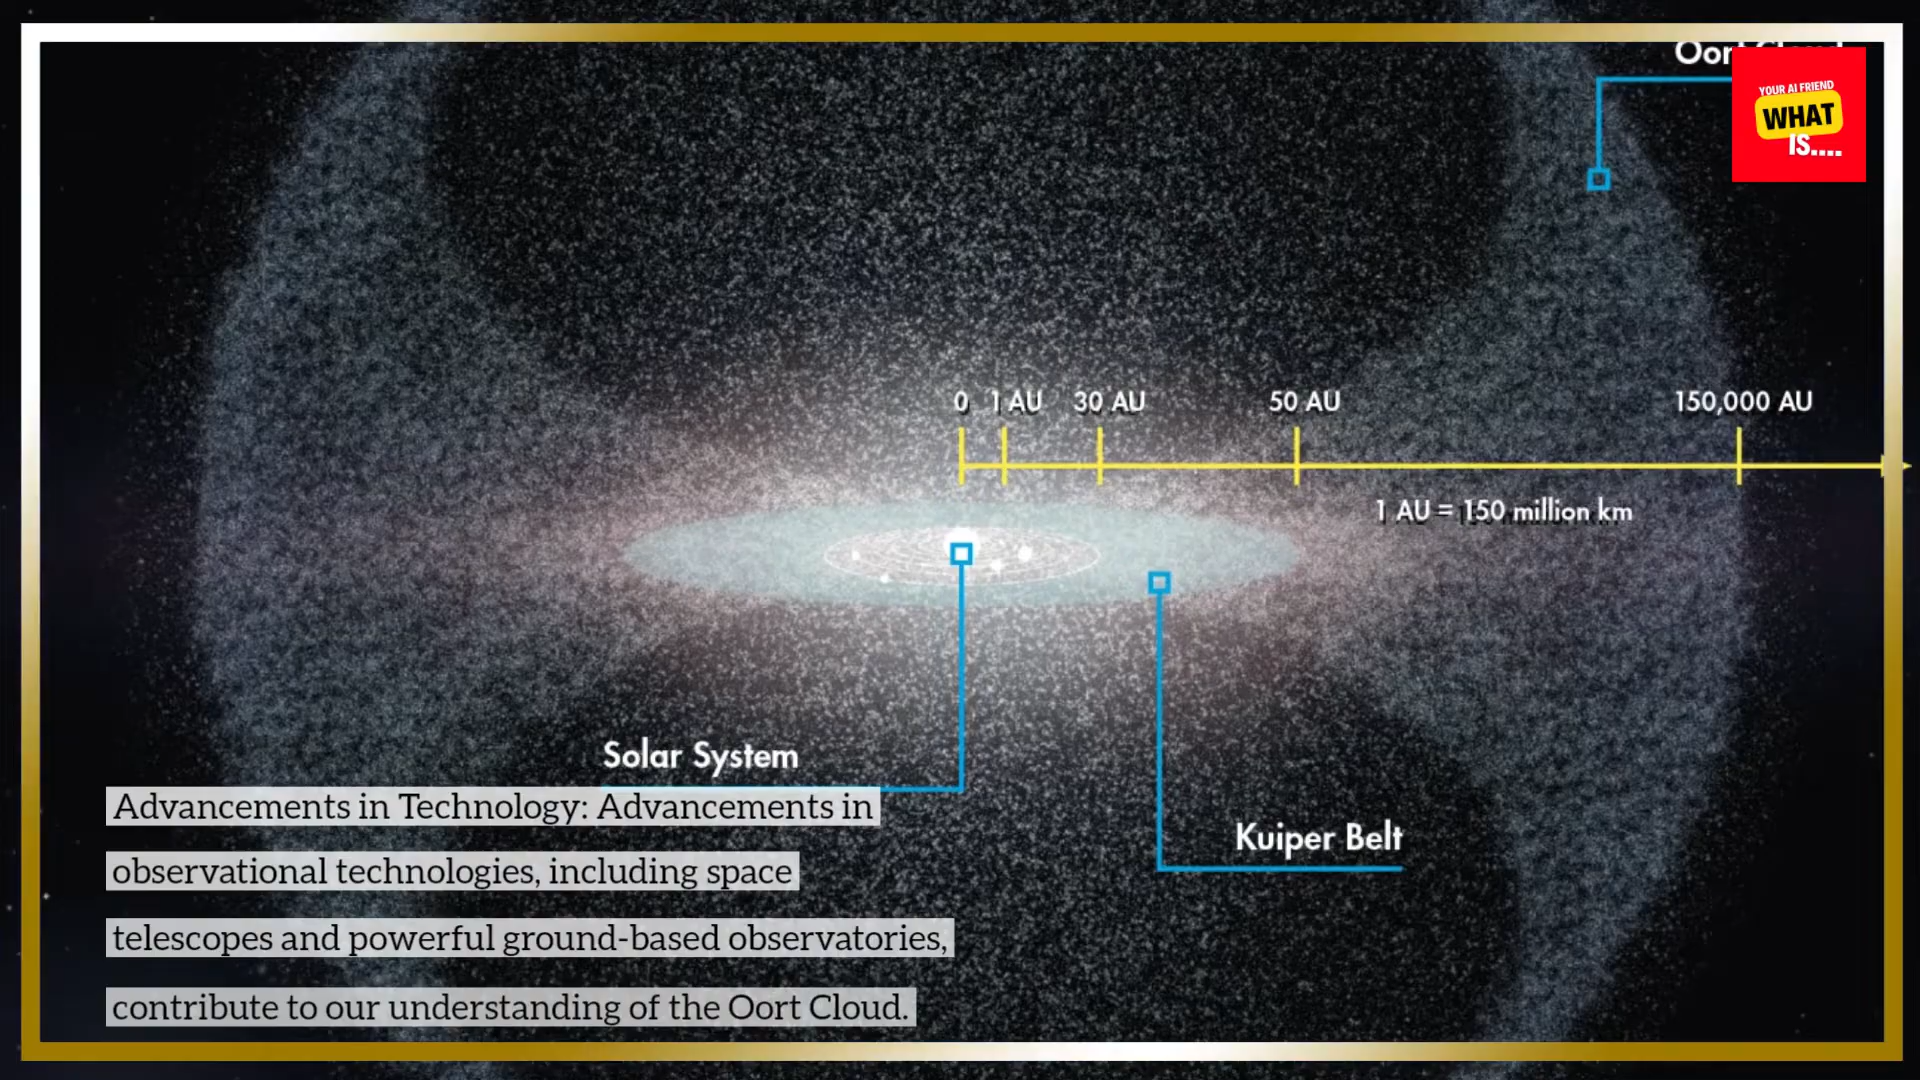 Oort Cloud
YOUR AI FRIEND
WHAT
IS....
0 1 AU 30 AU 50 AU 150,000 AU
1 AU = 150 million km
Solar System
Kuiper Belt
Advancements in Technology: Advancements in
observational technologies, including space
telescopes and powerful ground-based observatories,
contribute to our understanding of the Oort Cloud.